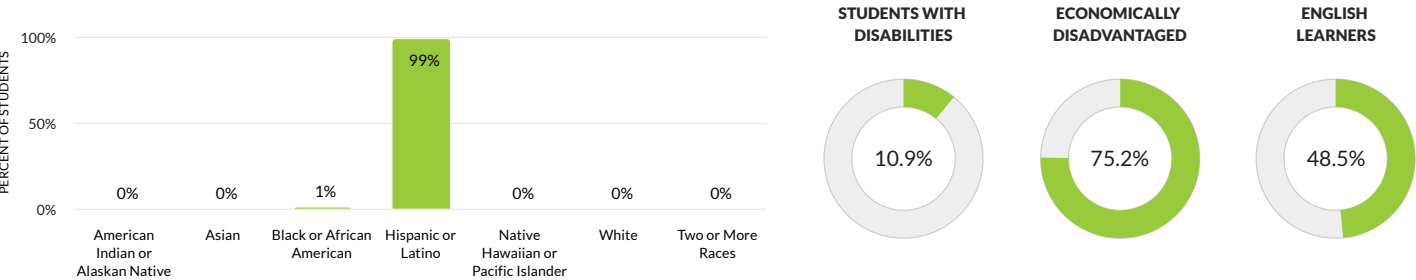 PERCENT OF STUDENTS
100%
50%
0%
0%
0%
1%
99%
0%
0%
0%
American
Indian or
Alaskan Native
Asian
Black or African
American
Hispanic or
Latino
Native
Hawaiian or
Pacific Islander
White
Two or More
Races
STUDENTS WITH
DISABILITIES
10.9%
ECONOMICALLY
DISADVANTAGED
75.2%
ENGLISH
LEARNERS
48.5%